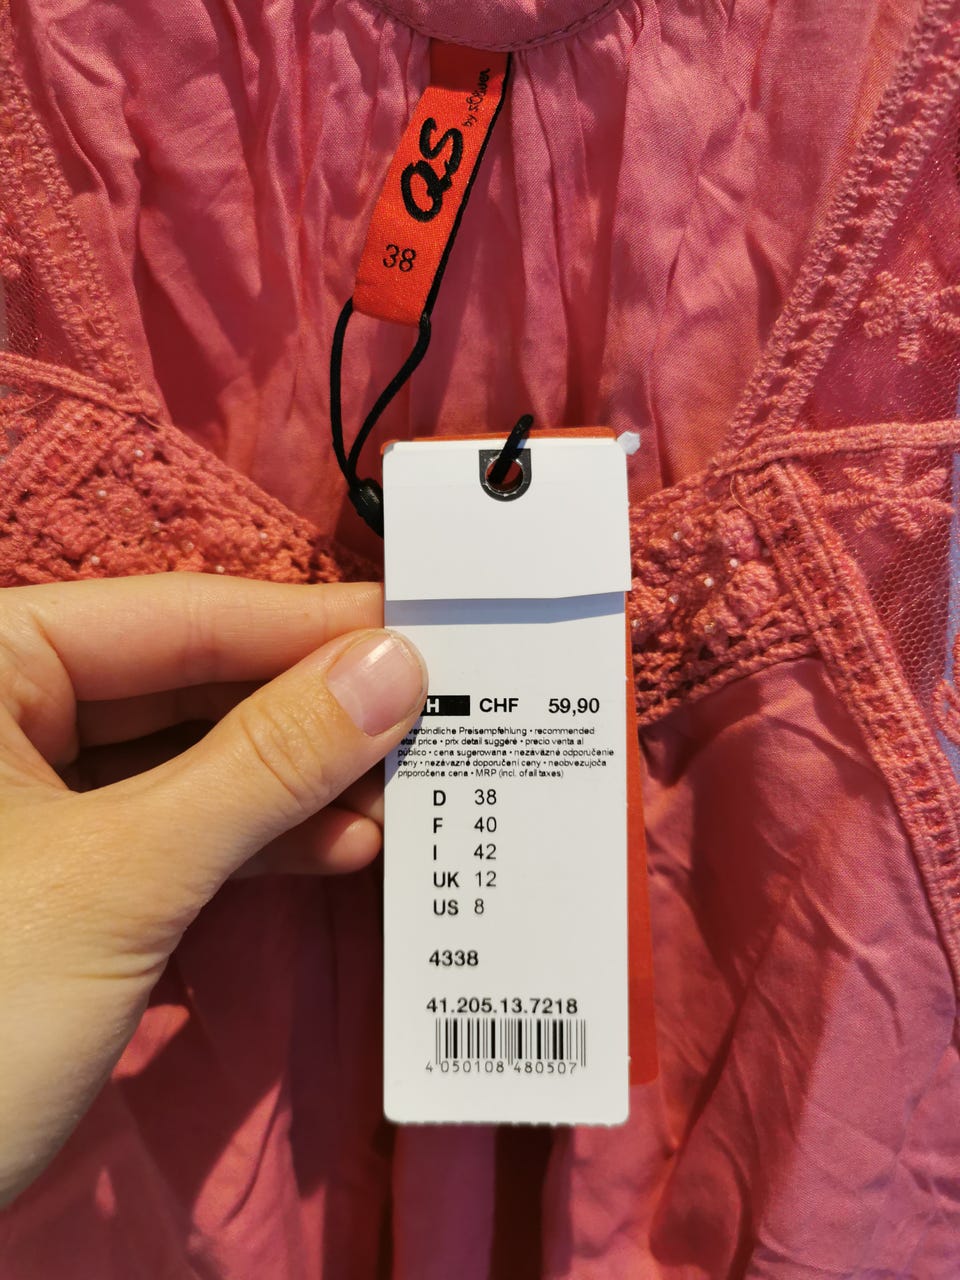 QS
by s.Oliver
38
H CHF 59,90
verbindliche Preisempfehlung • recommended
retail price • prix detail suggéré • precio venta al
público • cena sugerowana • nezáväzné odporučenie
ceny • nezávazné doporučení ceny • neobvezujoča
priporočena cena • MRP (incl. of all taxes)
D 38
F 40
I 42
UK 12
US 8
4338
41.205.13.7218
4 050108 480507